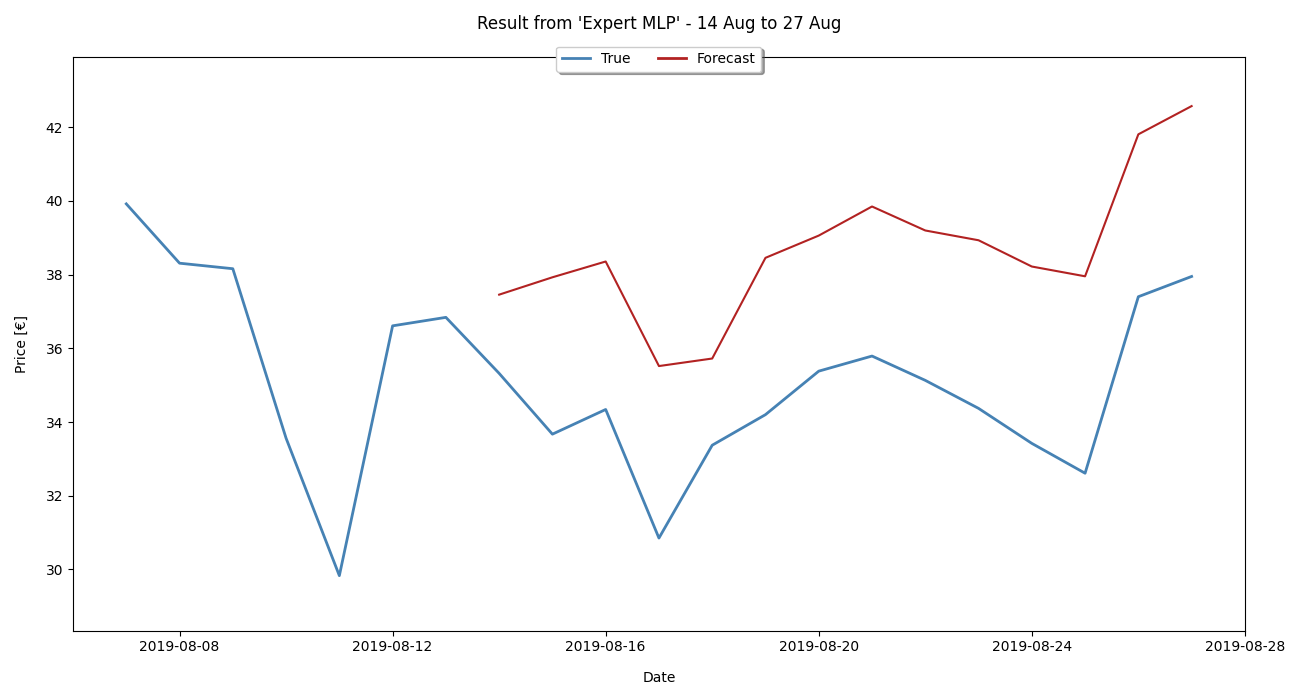 Result from 'Expert MLP' - 14 Aug to 27 Aug
True
Forecast
Price [€]
42
40
38
36
34
32
30
2019-08-08
2019-08-12
2019-08-16
2019-08-20
2019-08-24
2019-08-28
Date